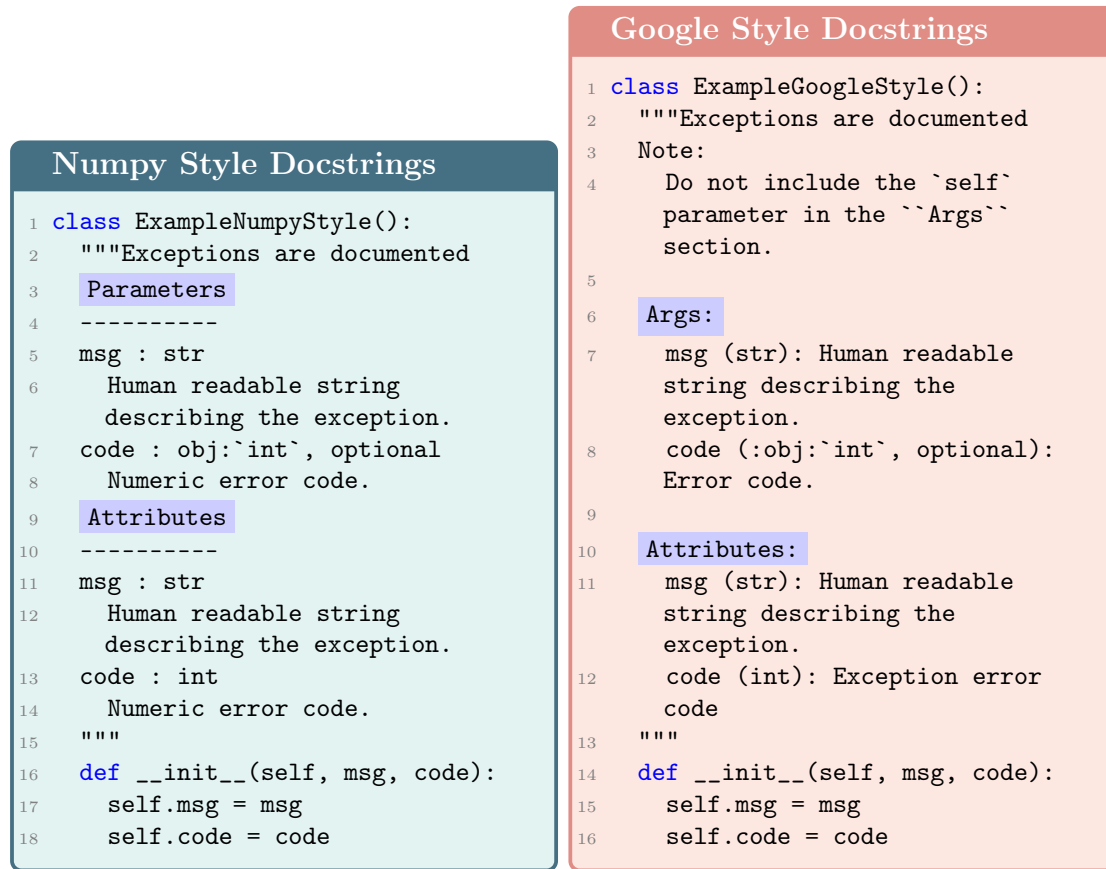 Numpy Style Docstrings
1 class ExampleNumpyStyle():
2   """Exceptions are documented
3   Parameters
4   ----------
5   msg : str
6     Human readable string
    describing the exception.
7   code : obj:`int`, optional
8     Numeric error code.
9   Attributes
10   ----------
11   msg : str
12     Human readable string
    describing the exception.
13   code : int
14     Numeric error code.
15   """
16   def __init__(self, msg, code):
17     self.msg = msg
18     self.code = code
Google Style Docstrings
1 class ExampleGoogleStyle():
2   """Exceptions are documented
3   Note:
4     Do not include the `self`
    parameter in the ``Args``
    section.
5
6   Args:
7     msg (str): Human readable
    string describing the
    exception.
8     code (:obj:`int`, optional):
    Error code.
9
10   Attributes:
11     msg (str): Human readable
    string describing the
    exception.
12     code (int): Exception error
    code
13   """
14   def __init__(self, msg, code):
15     self.msg = msg
16     self.code = code